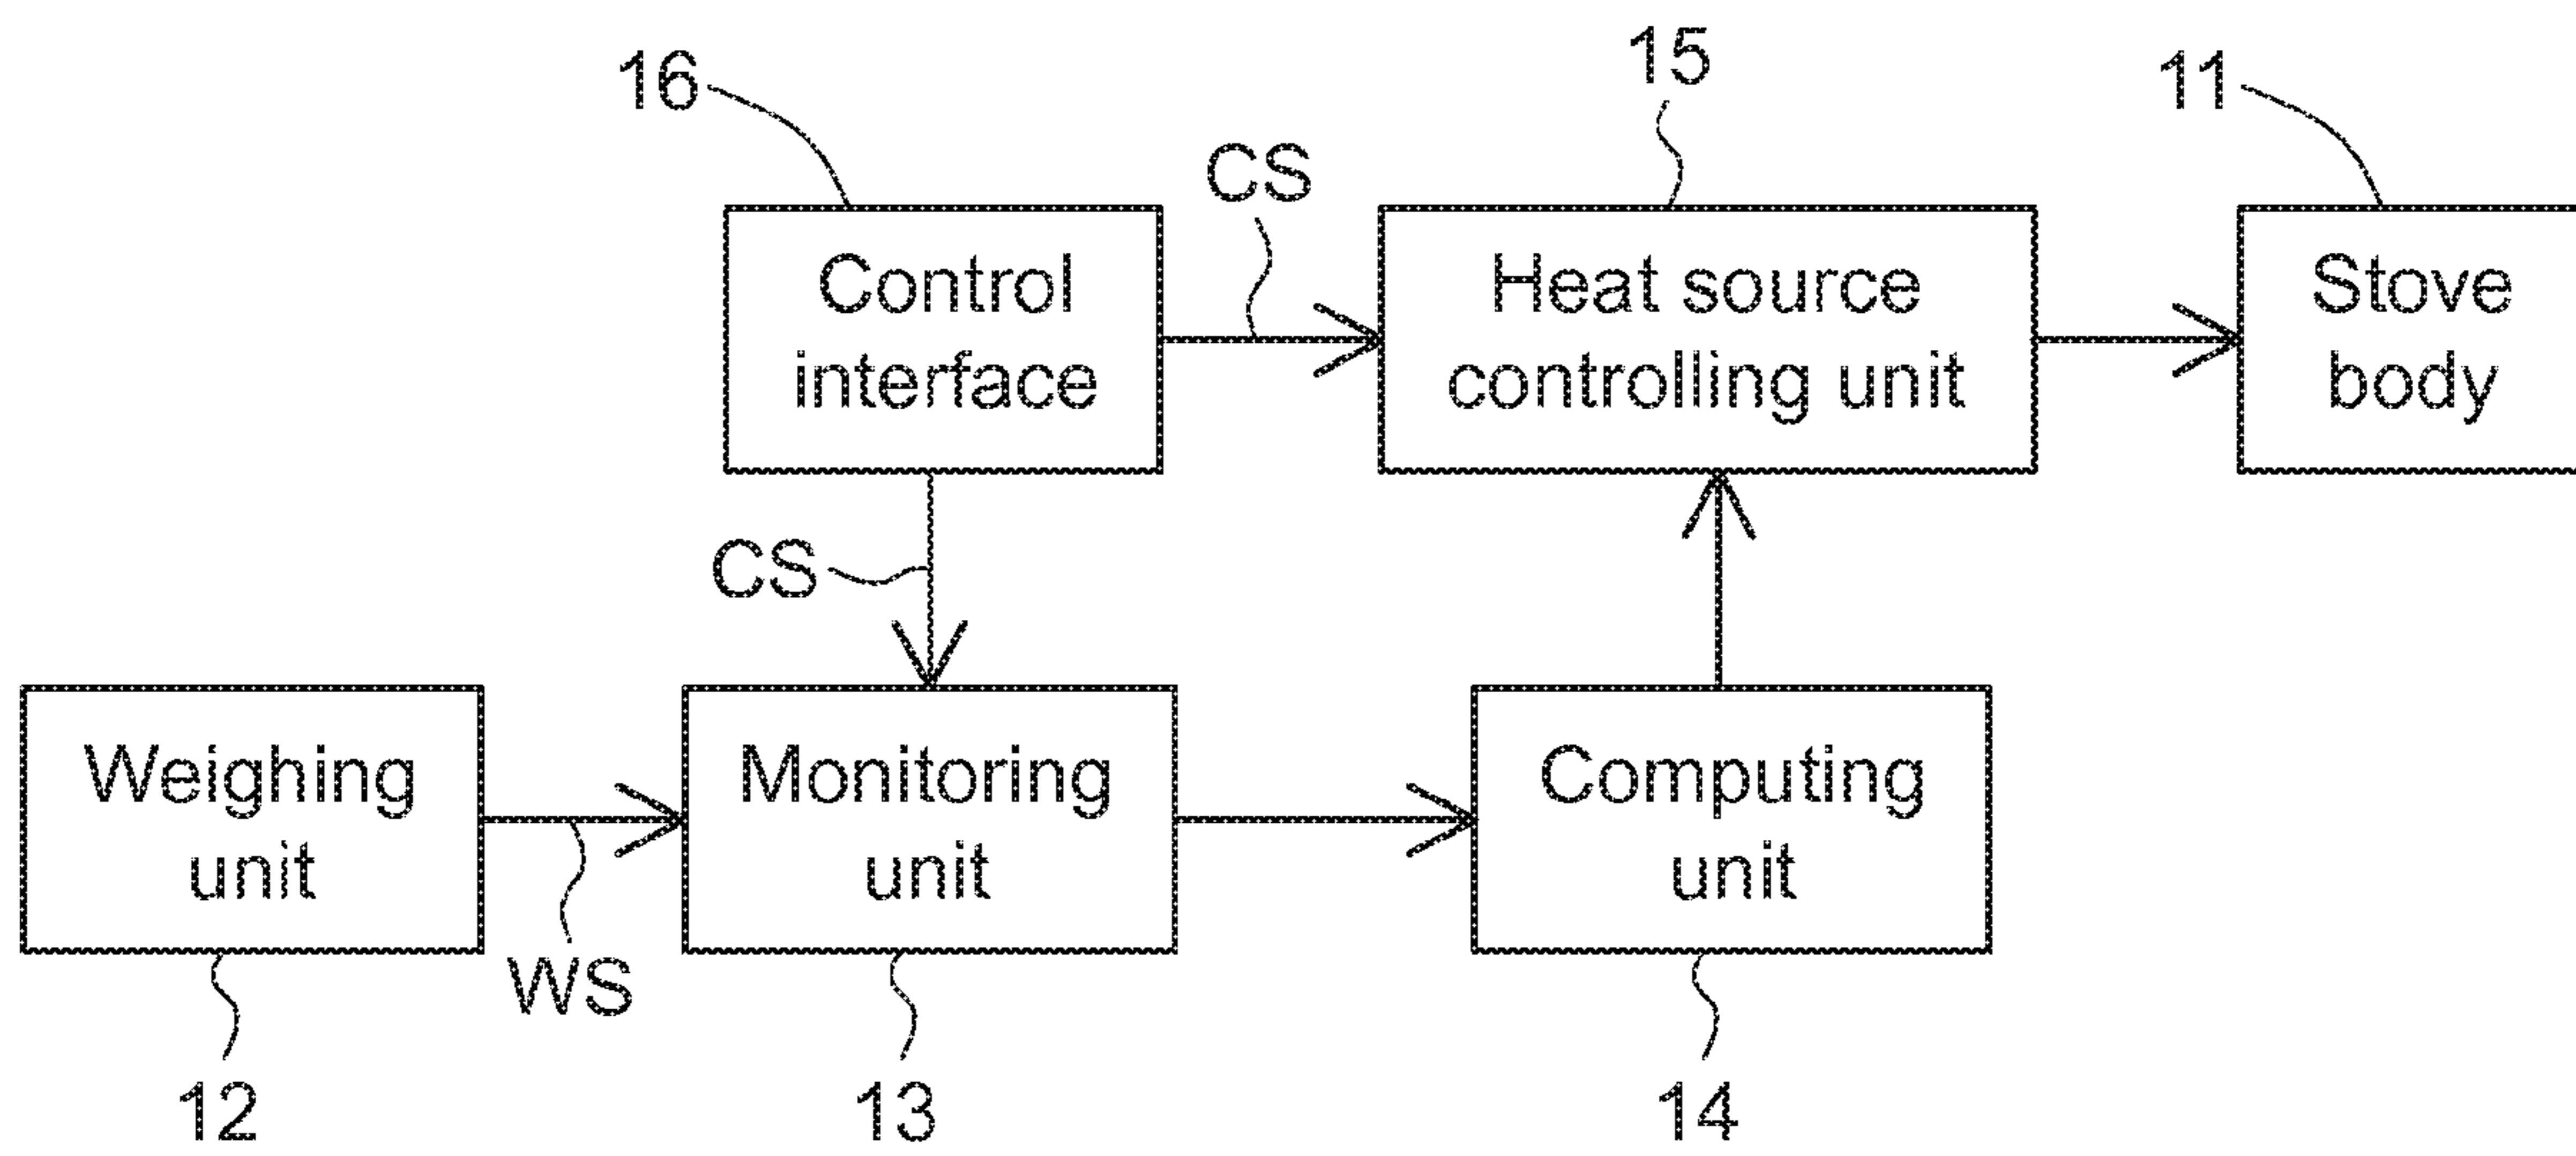 16
15
11
CS
Control
interface
Heat source
controlling unit
Stove
body
CS
Weighing
unit
Monitoring
unit
Computing
unit
WS
12
13
14